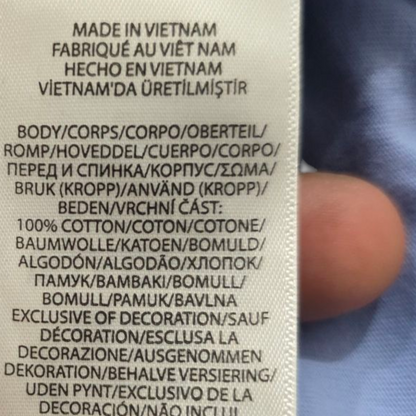 MADE IN VIETNAM
FABRIQUÉ AU VIÊT NAM
HECHO EN VIETNAM
VİETNAM'DA ÜRETİLMİŞTİR
BODY/CORPS/CORPO/OBERTEIL/
ROMP/HOVEDDEL/CUERPO/CORPO/
ПЕРЕД И СПИНКА/КОРПУС/ΣΩΜΑ/
BRUK (KROPP)/ANVÄND (KROPP)/
BEDEN/VRCHNÍ ČÁST:
100% COTTON/COTON/COTONE/
BAUMWOLLE/KATOEN/BOMULD/
ALGODÓN/ALGODÃO/ХЛОПОК/
ПАМУК/ΒΑΜΒΑΚΙ/BOMULL/
BOMULL/PAMUK/BAVLNA
EXCLUSIVE OF DECORATION/SAUF
DÉCORATION/ESCLUSA LA
DECORAZIONE/AUSGENOMMEN
DEKORATION/BEHALVE VERSIERING/
UDEN PYNT/EXCLUSIVO DE LA
DECORACIÓN/NÃO INCLUI